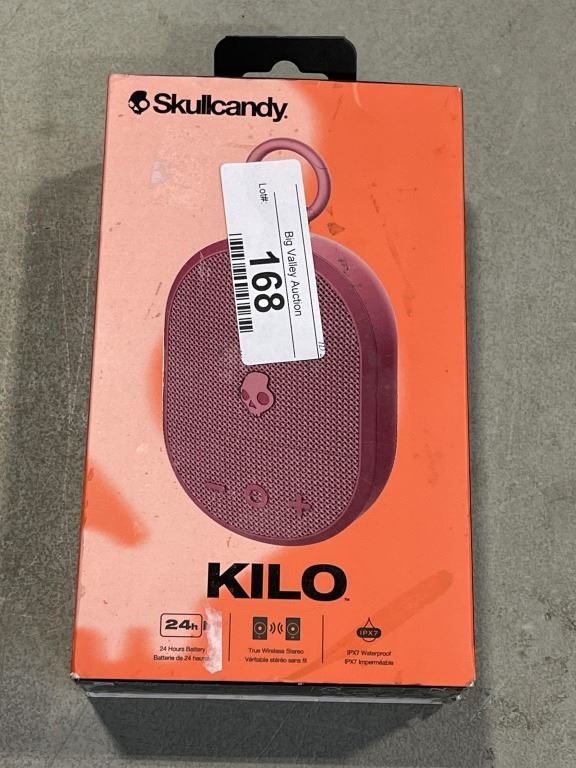 Skullcandy.
Lot#:
Big Valley Auction
168
KILO™
24h
24 Hours Battery
Batterie de 24 heures
True Wireless Stereo
Véritable stéréo sans fil
IPX7
IPX7 Waterproof
IPX7 Imperméable